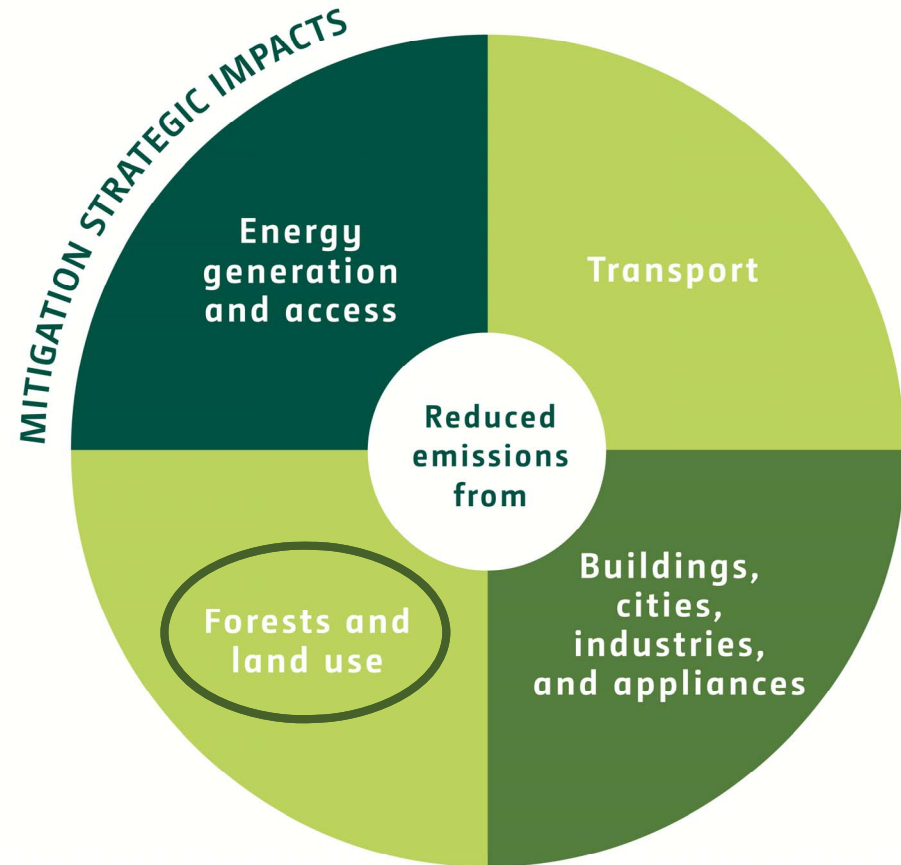 MITIGATION STRATEGIC IMPACTS
Energy
generation
and access
Transport
Reduced
emissions
from
Forests and
land use
Buildings,
cities,
industries,
and appliances